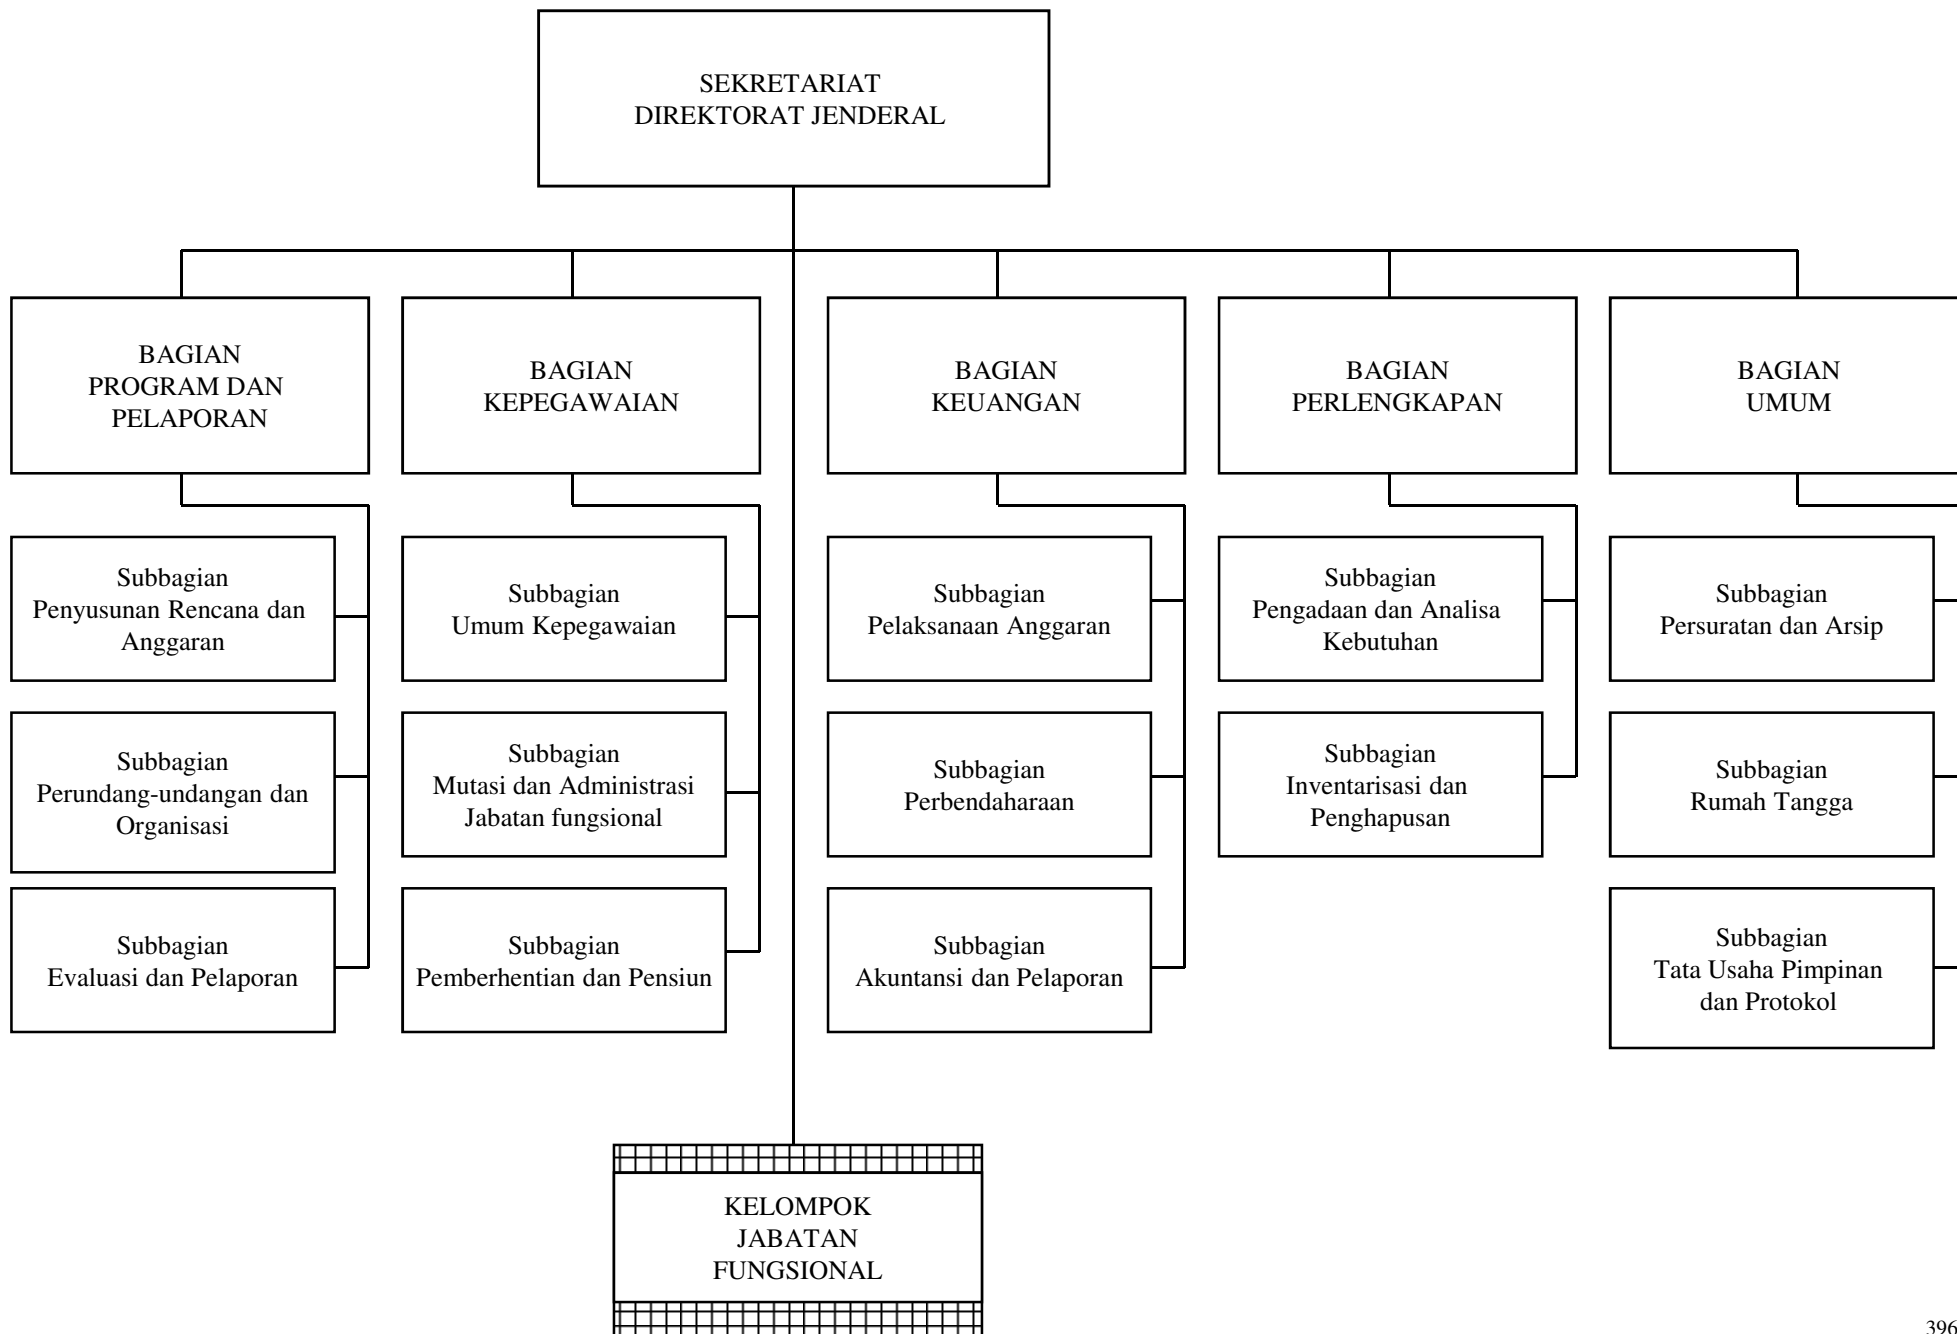 SEKRETARIAT
DIREKTORAT JENDERAL
BAGIAN
PROGRAM DAN
PELAPORAN
BAGIAN
KEPEGAWAIAN
BAGIAN
KEUANGAN
BAGIAN
PERLENGKAPAN
BAGIAN
UMUM
Subbagian
Penyusunan Rencana dan
Anggaran
Subbagian
Umum Kepegawaian
Subbagian
Pelaksanaan Anggaran
Subbagian
Pengadaan dan Analisa
Kebutuhan
Subbagian
Persuratan dan Arsip
Subbagian
Perundang-undangan dan
Organisasi
Subbagian
Mutasi dan Administrasi
Jabatan fungsional
Subbagian
Perbendaharaan
Subbagian
Inventarisasi dan
Penghapusan
Subbagian
Rumah Tangga
Subbagian
Evaluasi dan Pelaporan
Subbagian
Pemberhentian dan Pensiun
Subbagian
Akuntansi dan Pelaporan
Subbagian
Tata Usaha Pimpinan
dan Protokol
KELOMPOK
JABATAN
FUNGSIONAL
396